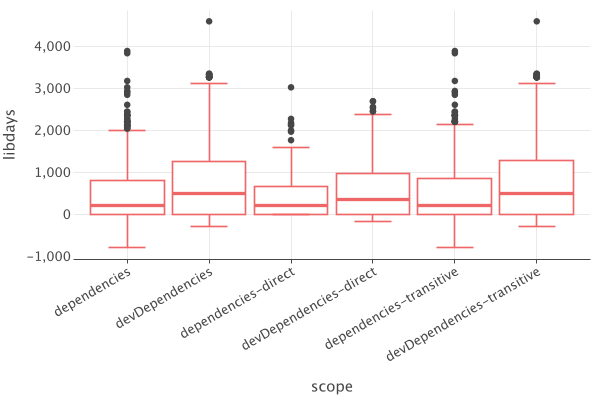 libdays
4,000
3,000
2,000
1,000
0
−1,000
dependencies
devDependencies
dependencies−direct
devDependencies−direct
dependencies−transitive
devDependencies−transitive
scope